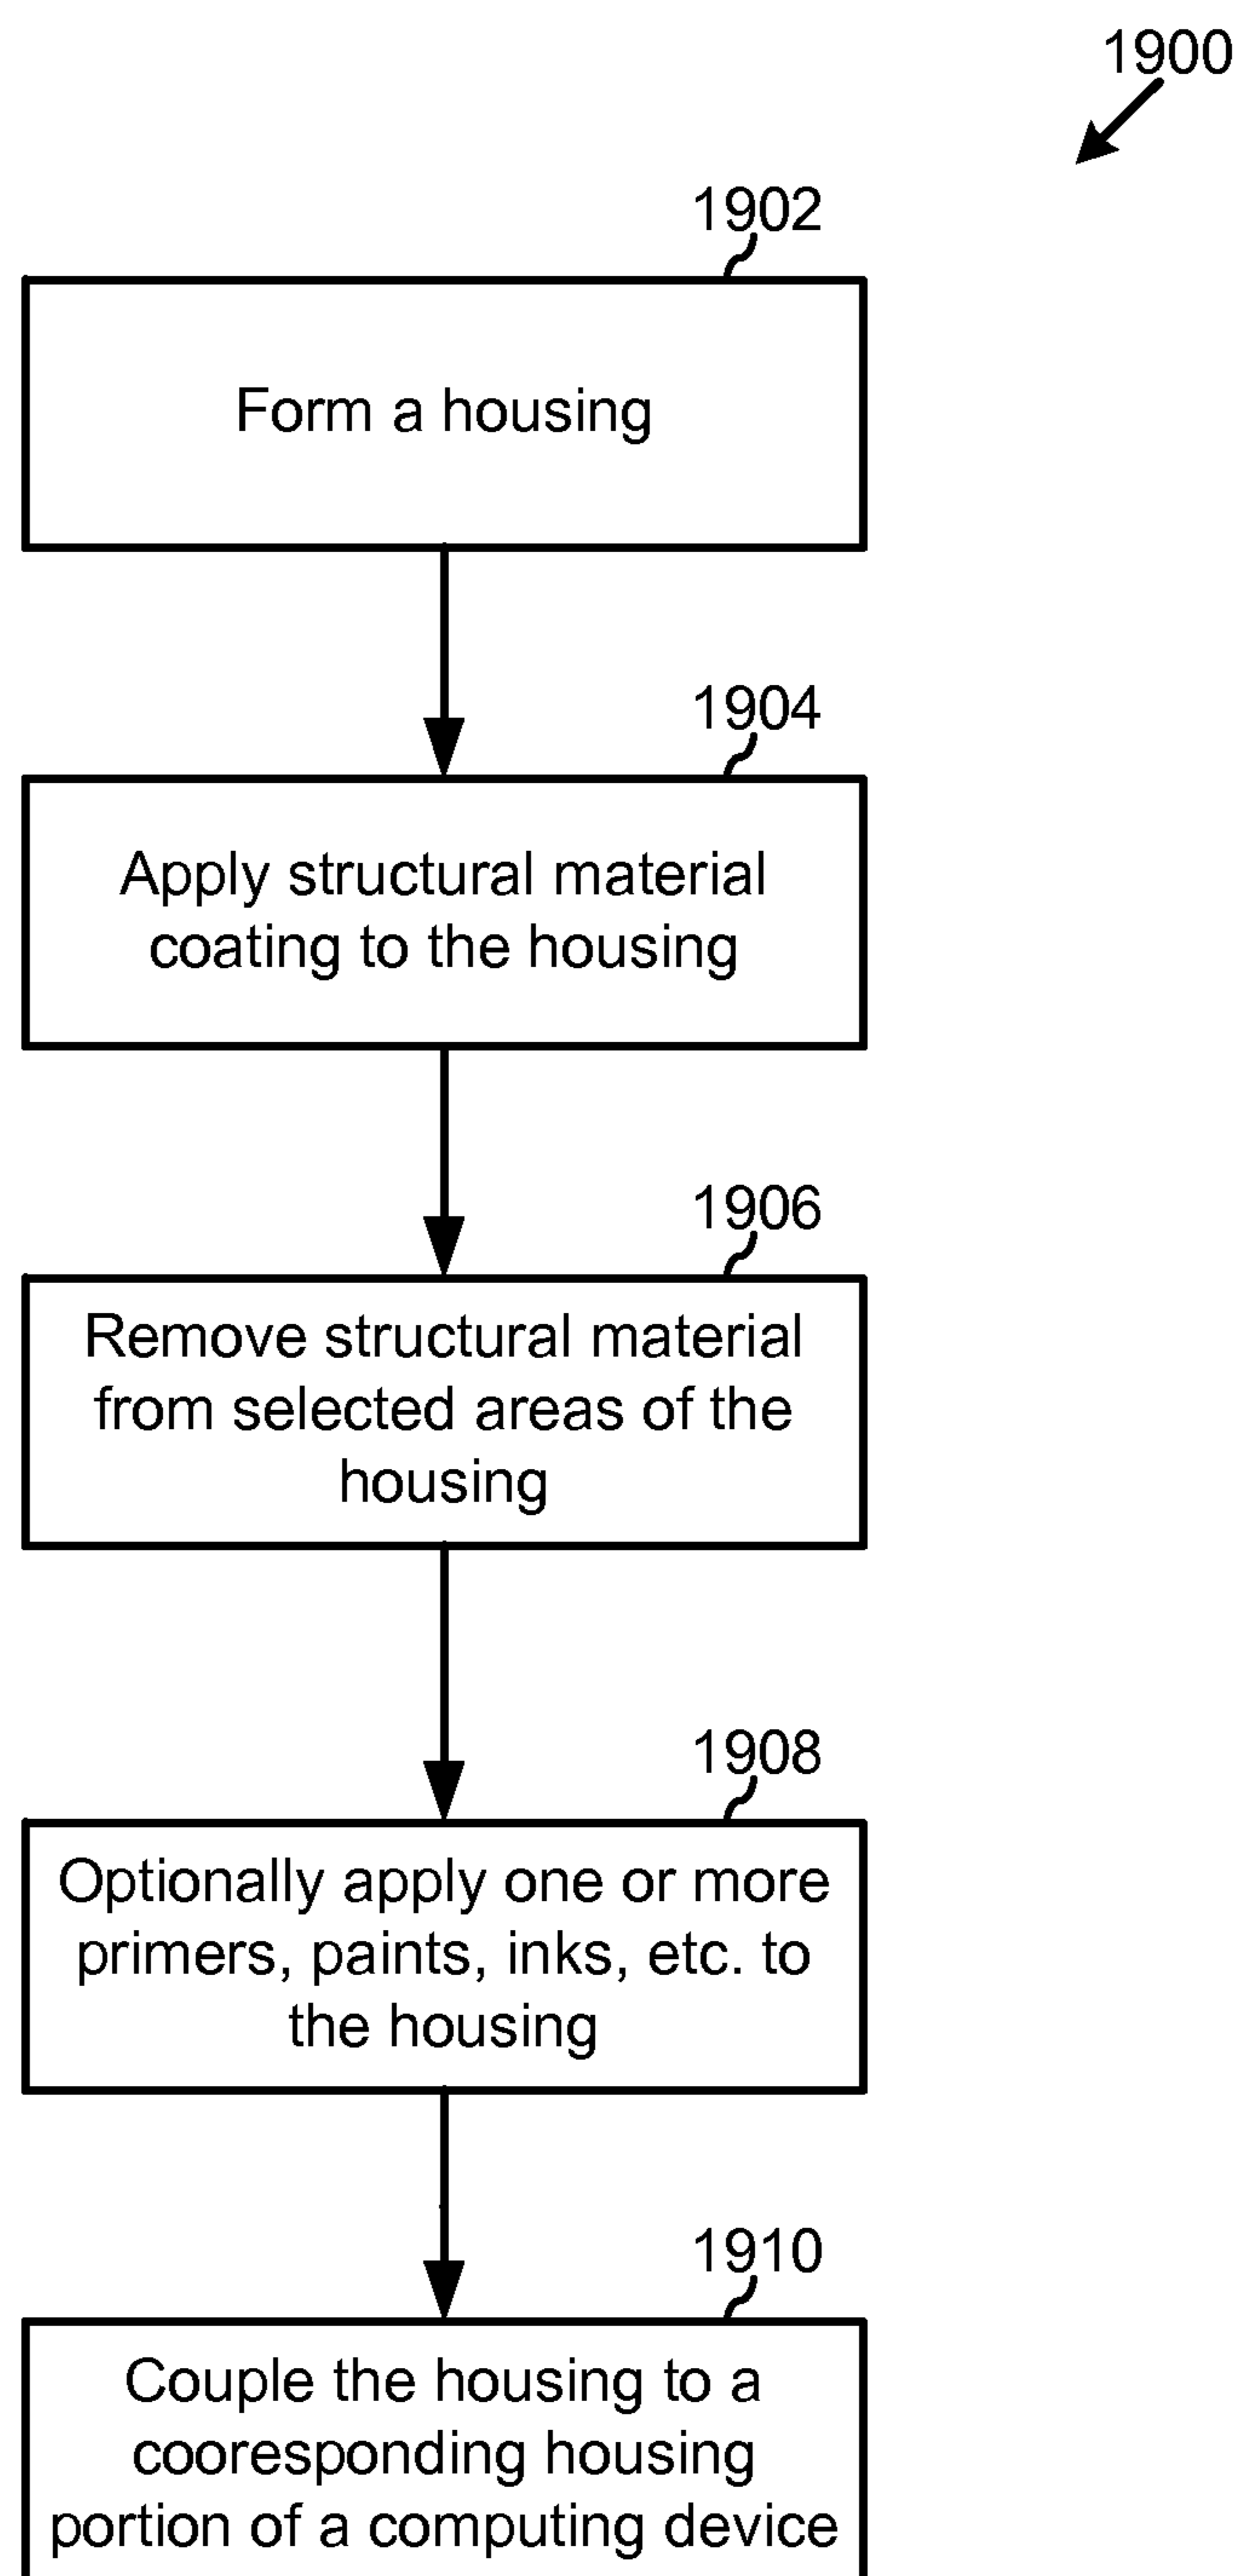 1900
1902
Form a housing
1904
Apply structural material
coating to the housing
1906
Remove structural material
from selected areas of the
housing
1908
Optionally apply one or more
primers, paints, inks, etc. to
the housing
1910
Couple the housing to a
cooresponding housing
portion of a computing device